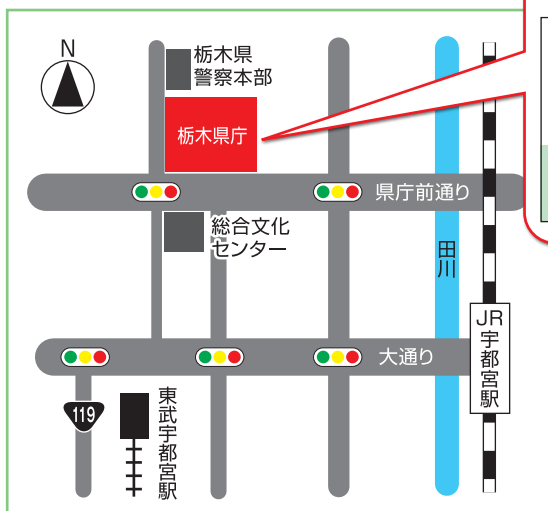 N
栃木県
警察本部
栃木県庁
県庁前通り
総合文化
センター
田川
JR宇都宮駅
大通り
119
東武宇都宮駅